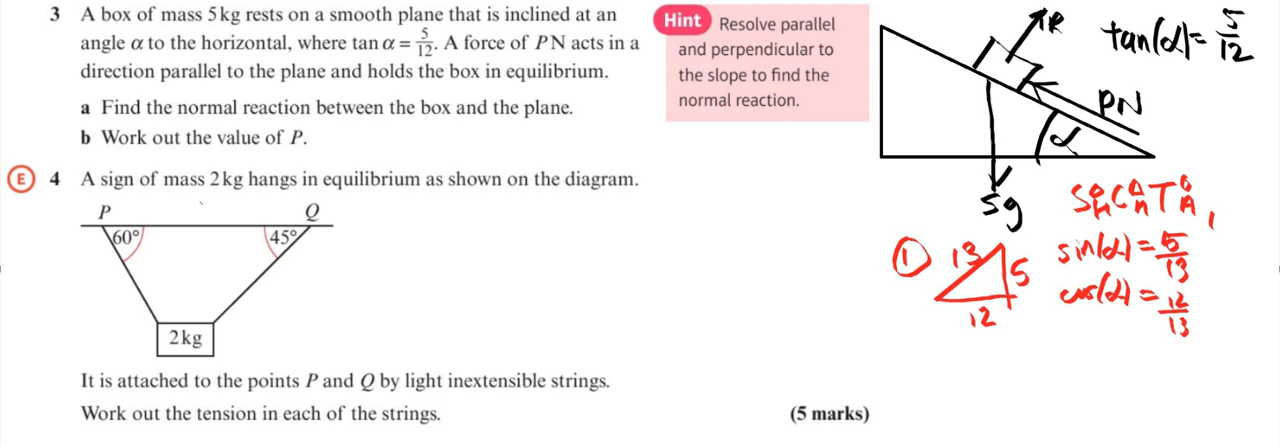 3 A box of mass 5 kg rests on a smooth plane that is inclined at an
angle α to the horizontal, where tan α = 5/12. A force of P N acts in a
direction parallel to the plane and holds the box in equilibrium.
a Find the normal reaction between the box and the plane.
b Work out the value of P.
Hint Resolve parallel
and perpendicular to
the slope to find the
normal reaction.
R
tan(α)=5/12
PN
α
5g
SOHCAHTOA,
① 13 5
12
sin(α)=5/13
cos(α)=12/13
E 4 A sign of mass 2 kg hangs in equilibrium as shown on the diagram.
P Q
60° 45°
2 kg
It is attached to the points P and Q by light inextensible strings.
Work out the tension in each of the strings. (5 marks)